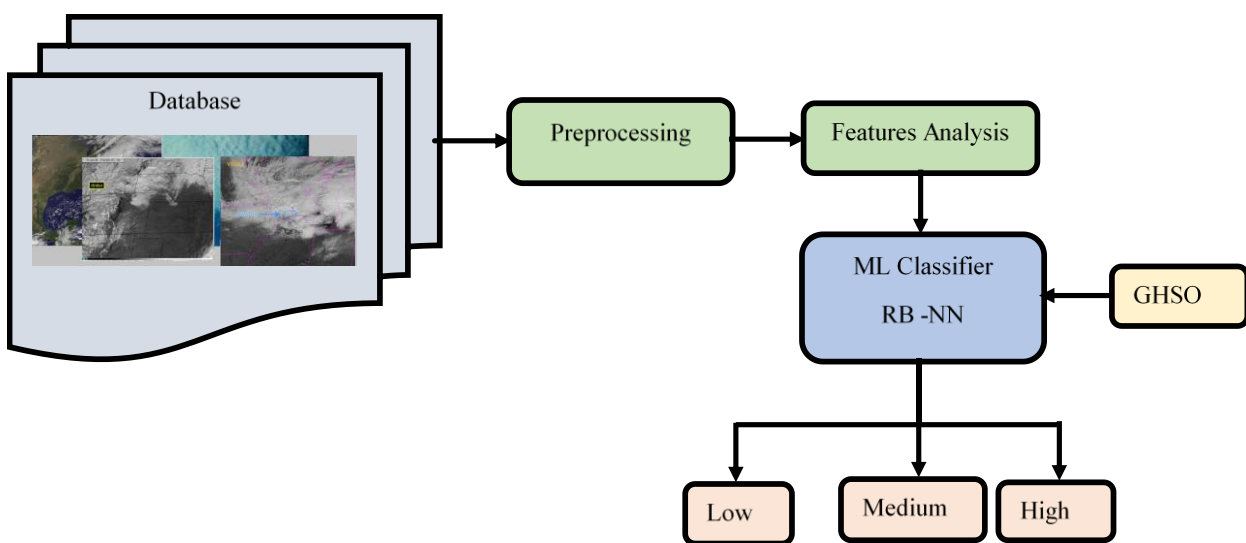 Database
Preprocessing
Features Analysis
ML Classifier
RB -NN
GHSO
Low
Medium
High